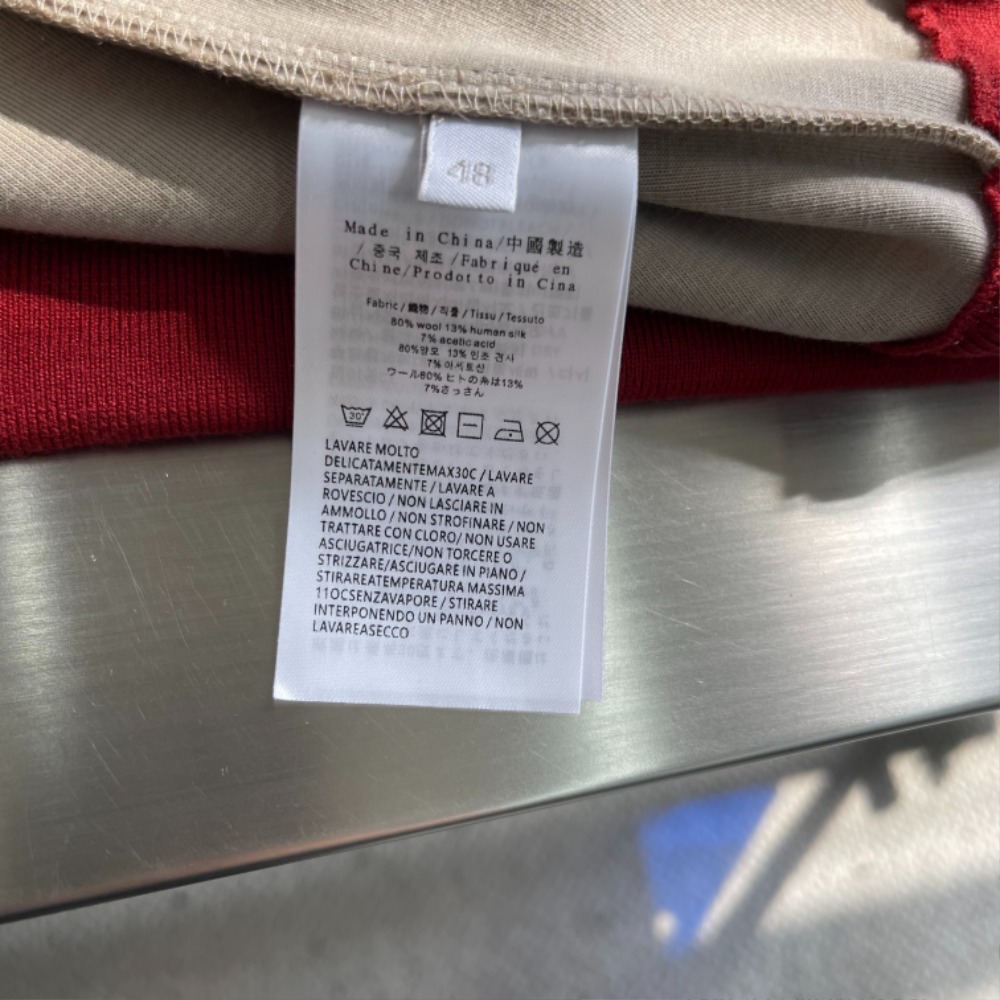 48
Made in China/中國製造
/ 중국 제조 /Fabriqué en
Chine/Prodotto in Cina
Fabric/織物/직물/Tissu/Tessuto
80% wool 13% human silk
7% acetic acid
80%양모 13% 인조 견사
7% 아세트산
ウール80% ヒトの糸は13%
7%さっさん
30°
LAVARE MOLTO
DELICATAMENTEMAX30C / LAVARE
SEPARATAMENTE / LAVARE A
ROVESCIO / NON LASCIARE IN
AMMOLLO / NON STROFINARE / NON
TRATTARE CON CLORO/ NON USARE
ASCIUGATRICE/NON TORCERE O
STRIZZARE/ASCIUGARE IN PIANO /
STIRAREATEMPERATURA MASSIMA
11OCSENZAVAPORE / STIRARE
INTERPONENDO UN PANNO / NON
LAVAREASECCO